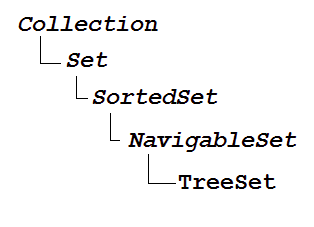 Collection
Set
SortedSet
NavigableSet
TreeSet